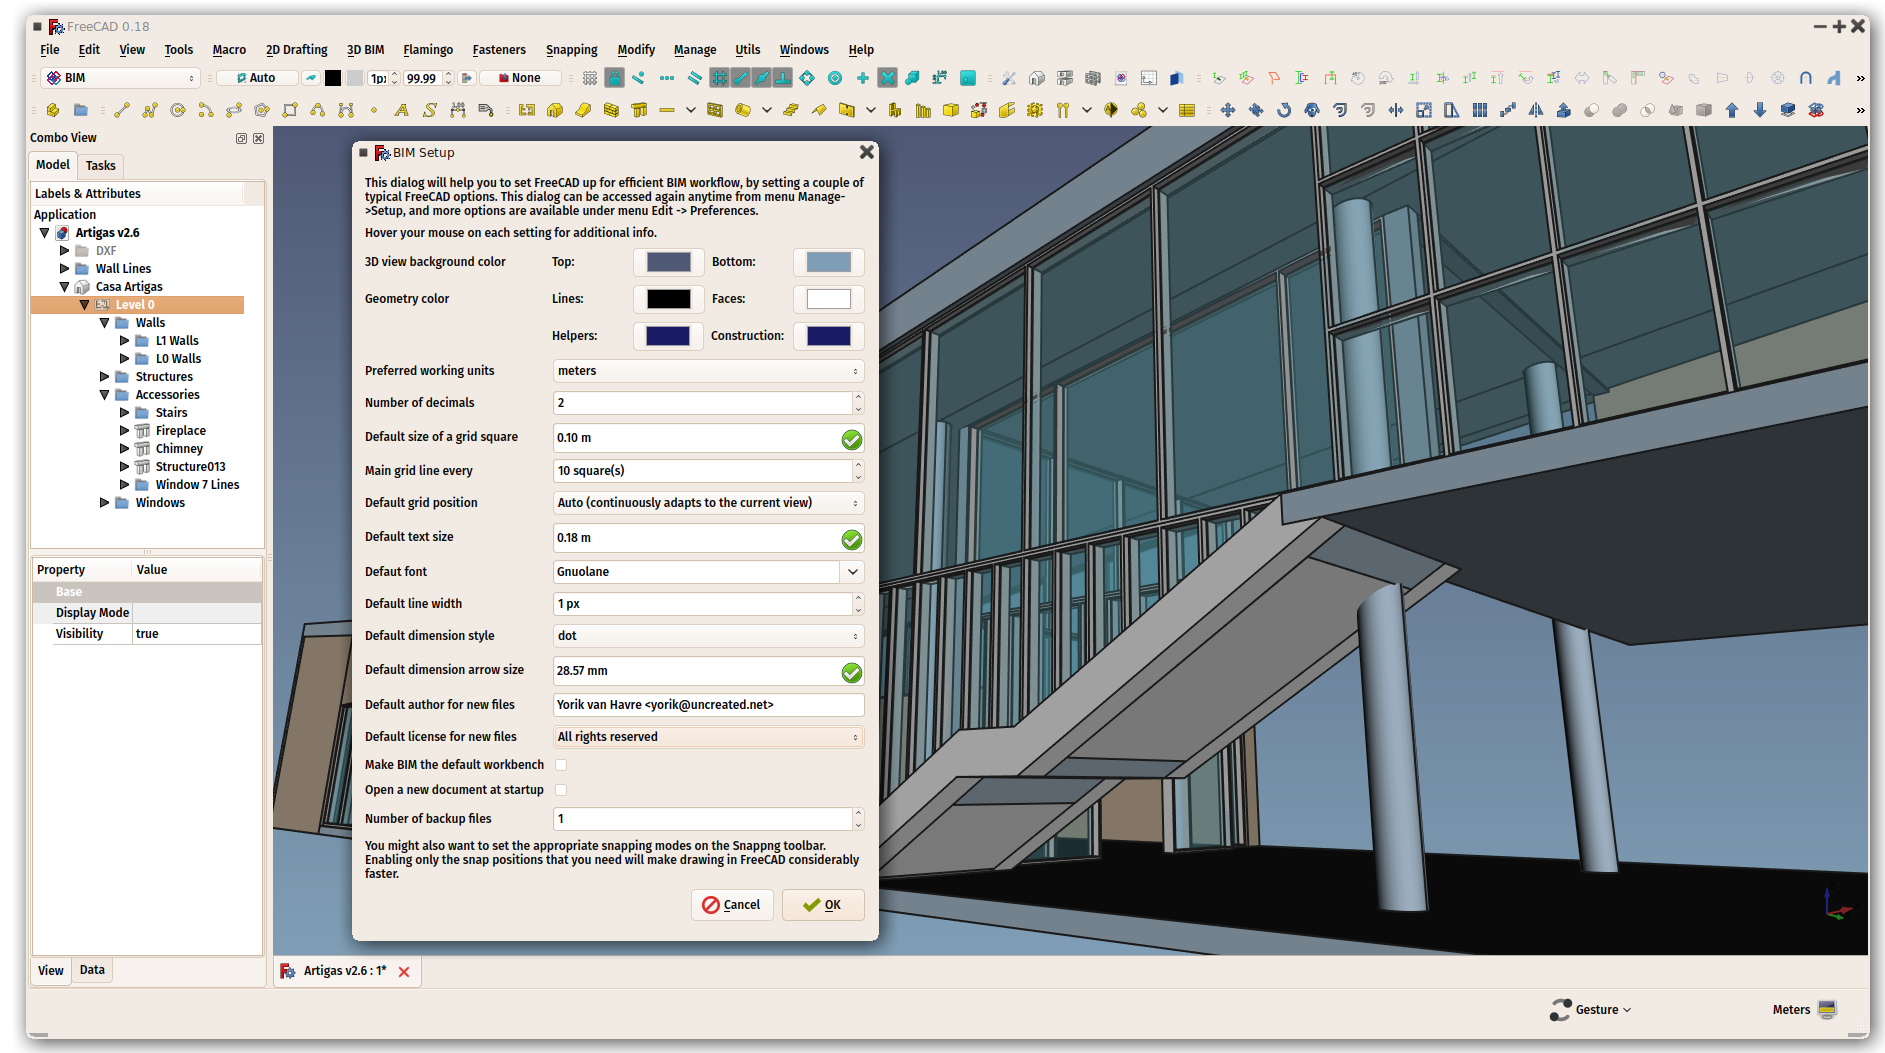 FreeCAD 0.18
File Edit View Tools Macro 2D Drafting 3D BIM Flamingo Fasteners Snapping Modify Manage Utils Windows Help
BIM Auto 1p: 99.99 None
Combo View
Model Tasks
Labels & Attributes
Application
Artigas v2.6
DXF
Wall Lines
Casa Artigas
Level 0
Walls
L1 Walls
L0 Walls
Structures
Accessories
Stairs
Fireplace
Chimney
Structure013
Window 7 Lines
Windows
Property Value
Base
Display Mode
Visibility true
View Data
BIM Setup
This dialog will help you to set FreeCAD up for efficient BIM workflow, by setting a couple of
typical FreeCAD options. This dialog can be accessed again anytime from menu Manage-
>Setup, and more options are available under menu Edit -> Preferences.
Hover your mouse on each setting for additional info.
3D view background color Top: Bottom:
Geometry color Lines: Faces:
Helpers: Construction:
Preferred working units meters
Number of decimals 2
Default size of a grid square 0.10 m
Main grid line every 10 square(s)
Default grid position Auto (continuously adapts to the current view)
Default text size 0.18 m
Defaut font Gnuolane
Default line width 1 px
Default dimension style dot
Default dimension arrow size 28.57 mm
Default author for new files Yorik van Havre <yorik@uncreated.net>
Default license for new files All rights reserved
Make BIM the default workbench
Open a new document at startup
Number of backup files 1
You might also want to set the appropriate snapping modes on the Snappng toolbar.
Enabling only the snap positions that you need will make drawing in FreeCAD considerably
faster.
Cancel OK
Artigas v2.6 : 1*
Gesture Meters